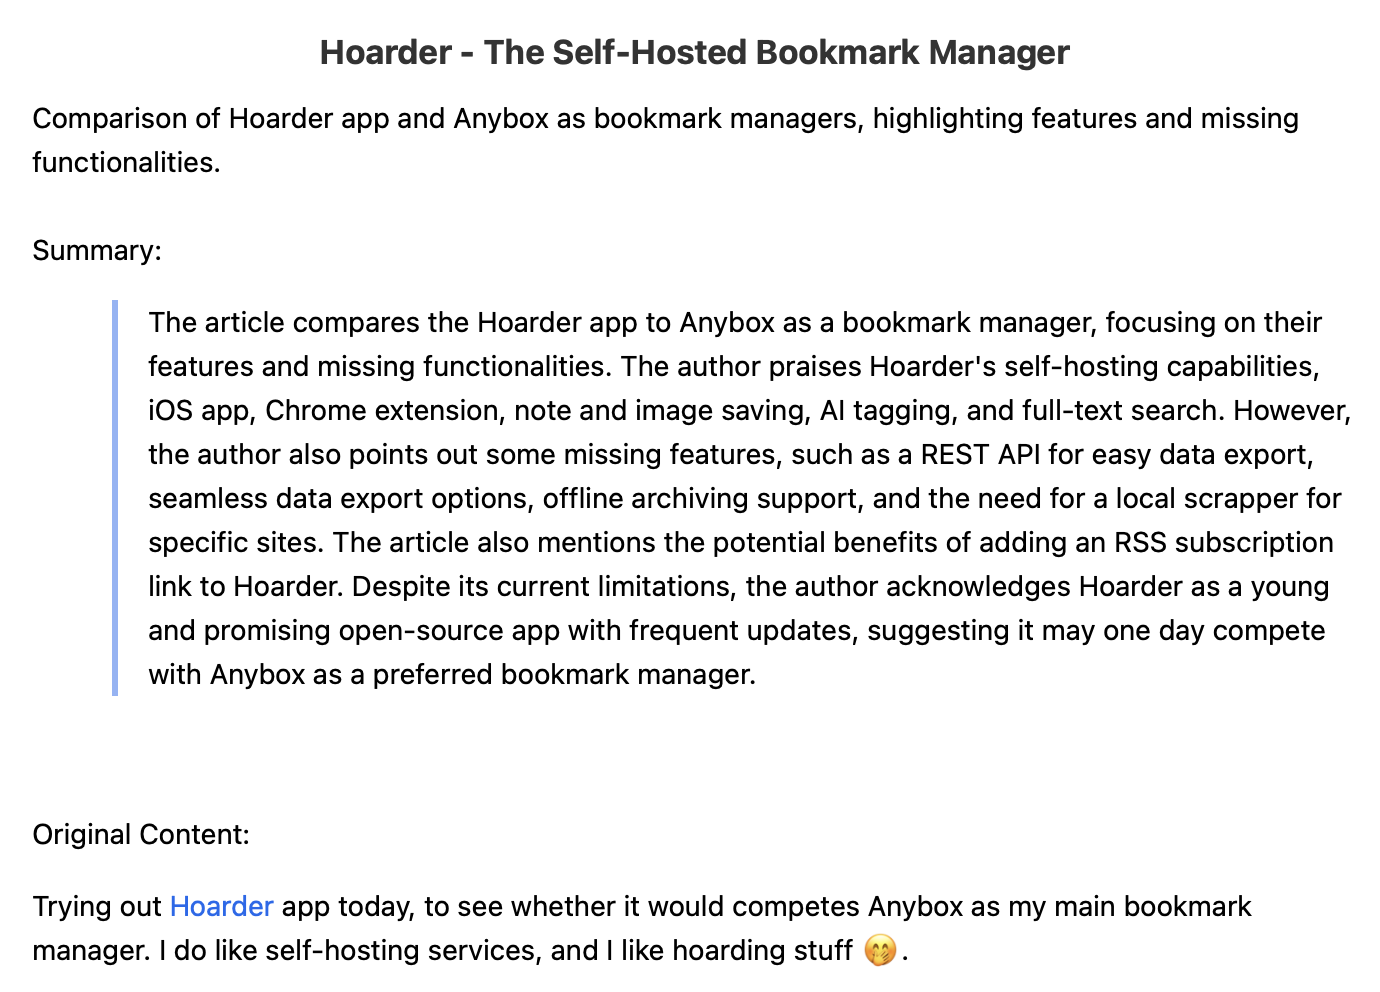 Hoarder - The Self-Hosted Bookmark Manager
Comparison of Hoarder app and Anybox as bookmark managers, highlighting features and missing
functionalities.
Summary:
The article compares the Hoarder app to Anybox as a bookmark manager, focusing on their
features and missing functionalities. The author praises Hoarder's self-hosting capabilities,
iOS app, Chrome extension, note and image saving, AI tagging, and full-text search. However,
the author also points out some missing features, such as a REST API for easy data export,
seamless data export options, offline archiving support, and the need for a local scrapper for
specific sites. The article also mentions the potential benefits of adding an RSS subscription
link to Hoarder. Despite its current limitations, the author acknowledges Hoarder as a young
and promising open-source app with frequent updates, suggesting it may one day compete
with Anybox as a preferred bookmark manager.
Original Content:
Trying out Hoarder app today, to see whether it would competes Anybox as my main bookmark
manager. I do like self-hosting services, and I like hoarding stuff 🤭.